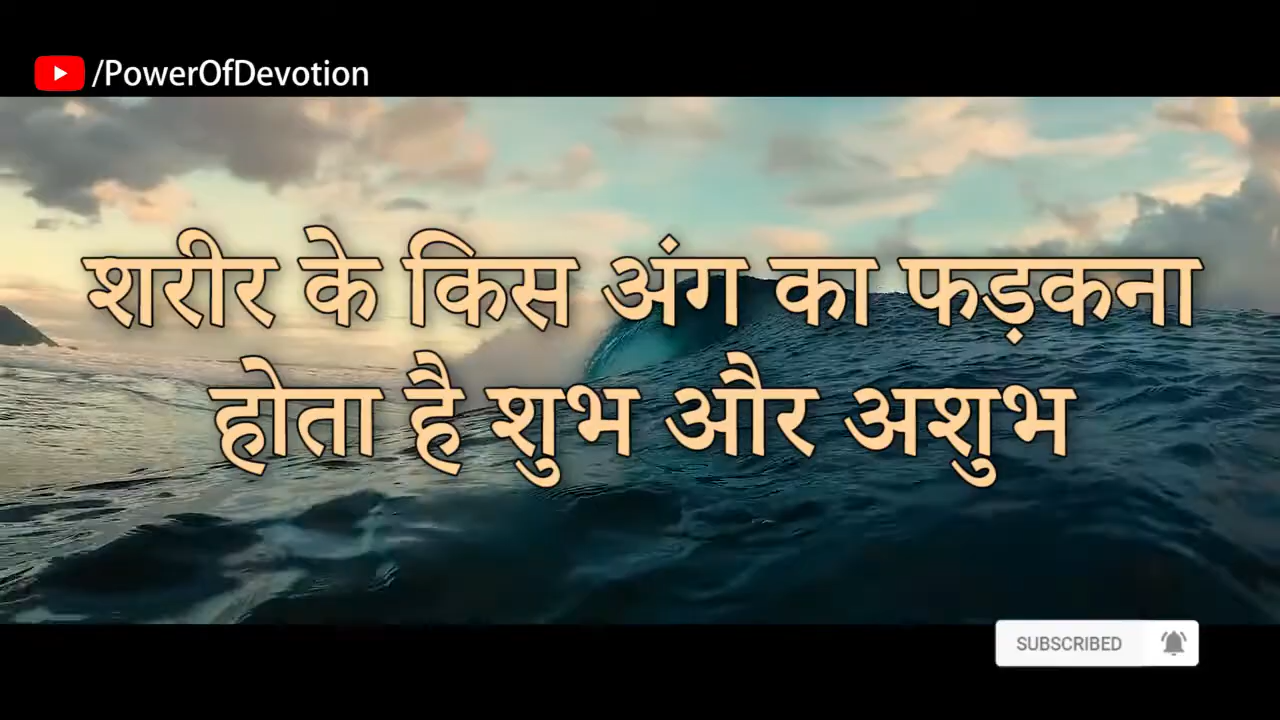 /PowerOfDevotion
शरीर के किस अंग का फड़कना
होता है शुभ और अशुभ
SUBSCRIBED